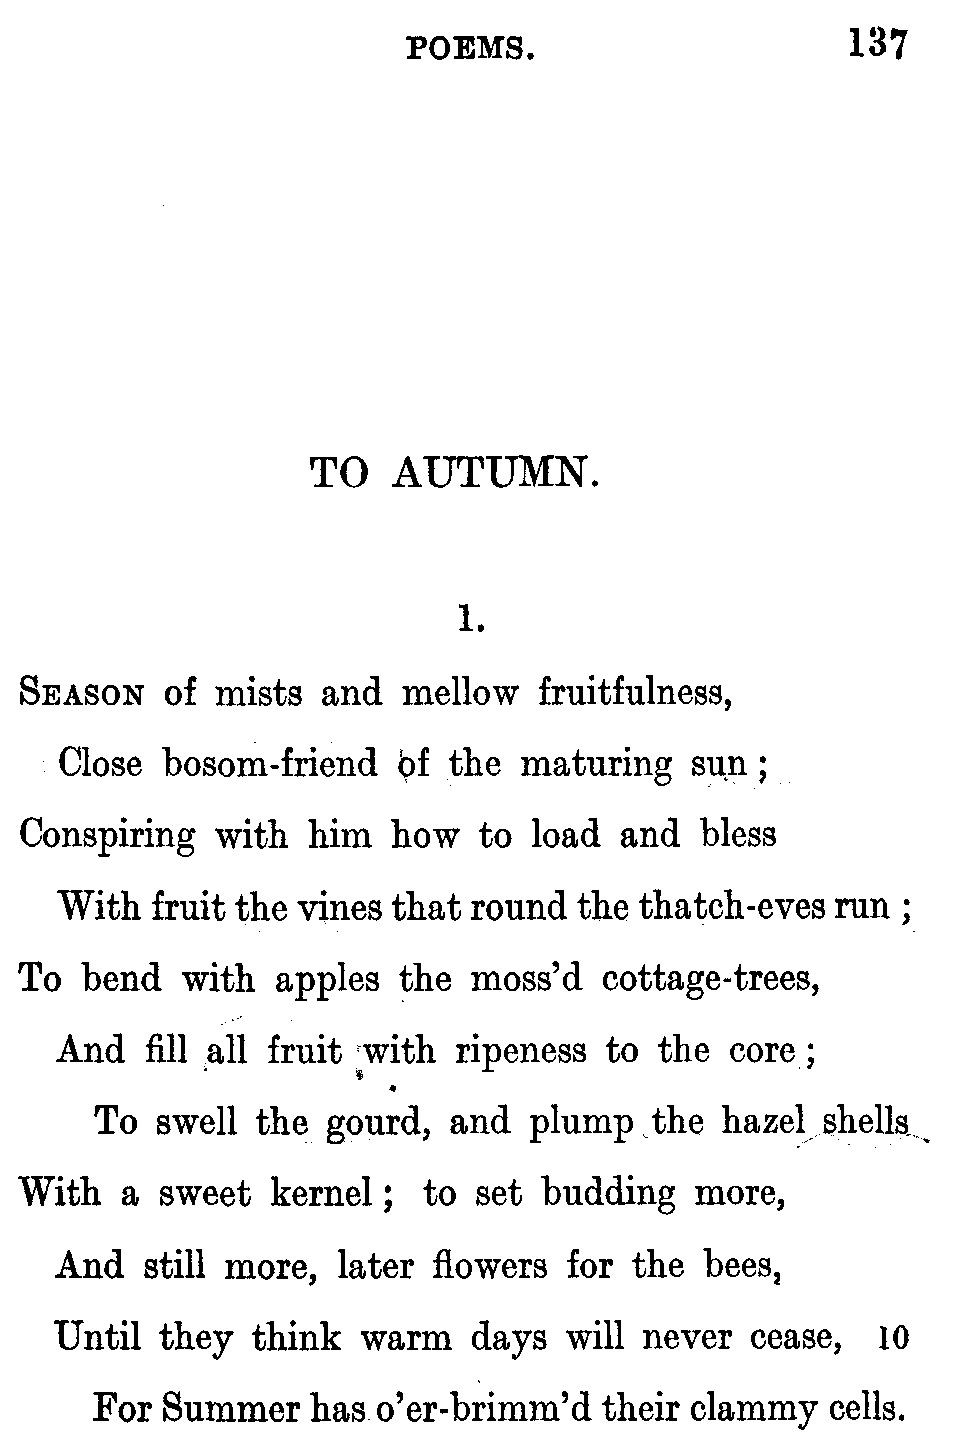 POEMS. 137
TO AUTUMN.
1.
SEASON of mists and mellow fruitfulness,
Close bosom-friend of the maturing sun ;
Conspiring with him how to load and bless
With fruit the vines that round the thatch-eves run ;
To bend with apples the moss'd cottage-trees,
And fill all fruit with ripeness to the core ;
To swell the gourd, and plump the hazel shells
With a sweet kernel ; to set budding more,
And still more, later flowers for the bees,
Until they think warm days will never cease, 10
For Summer has o'er-brimm'd their clammy cells.